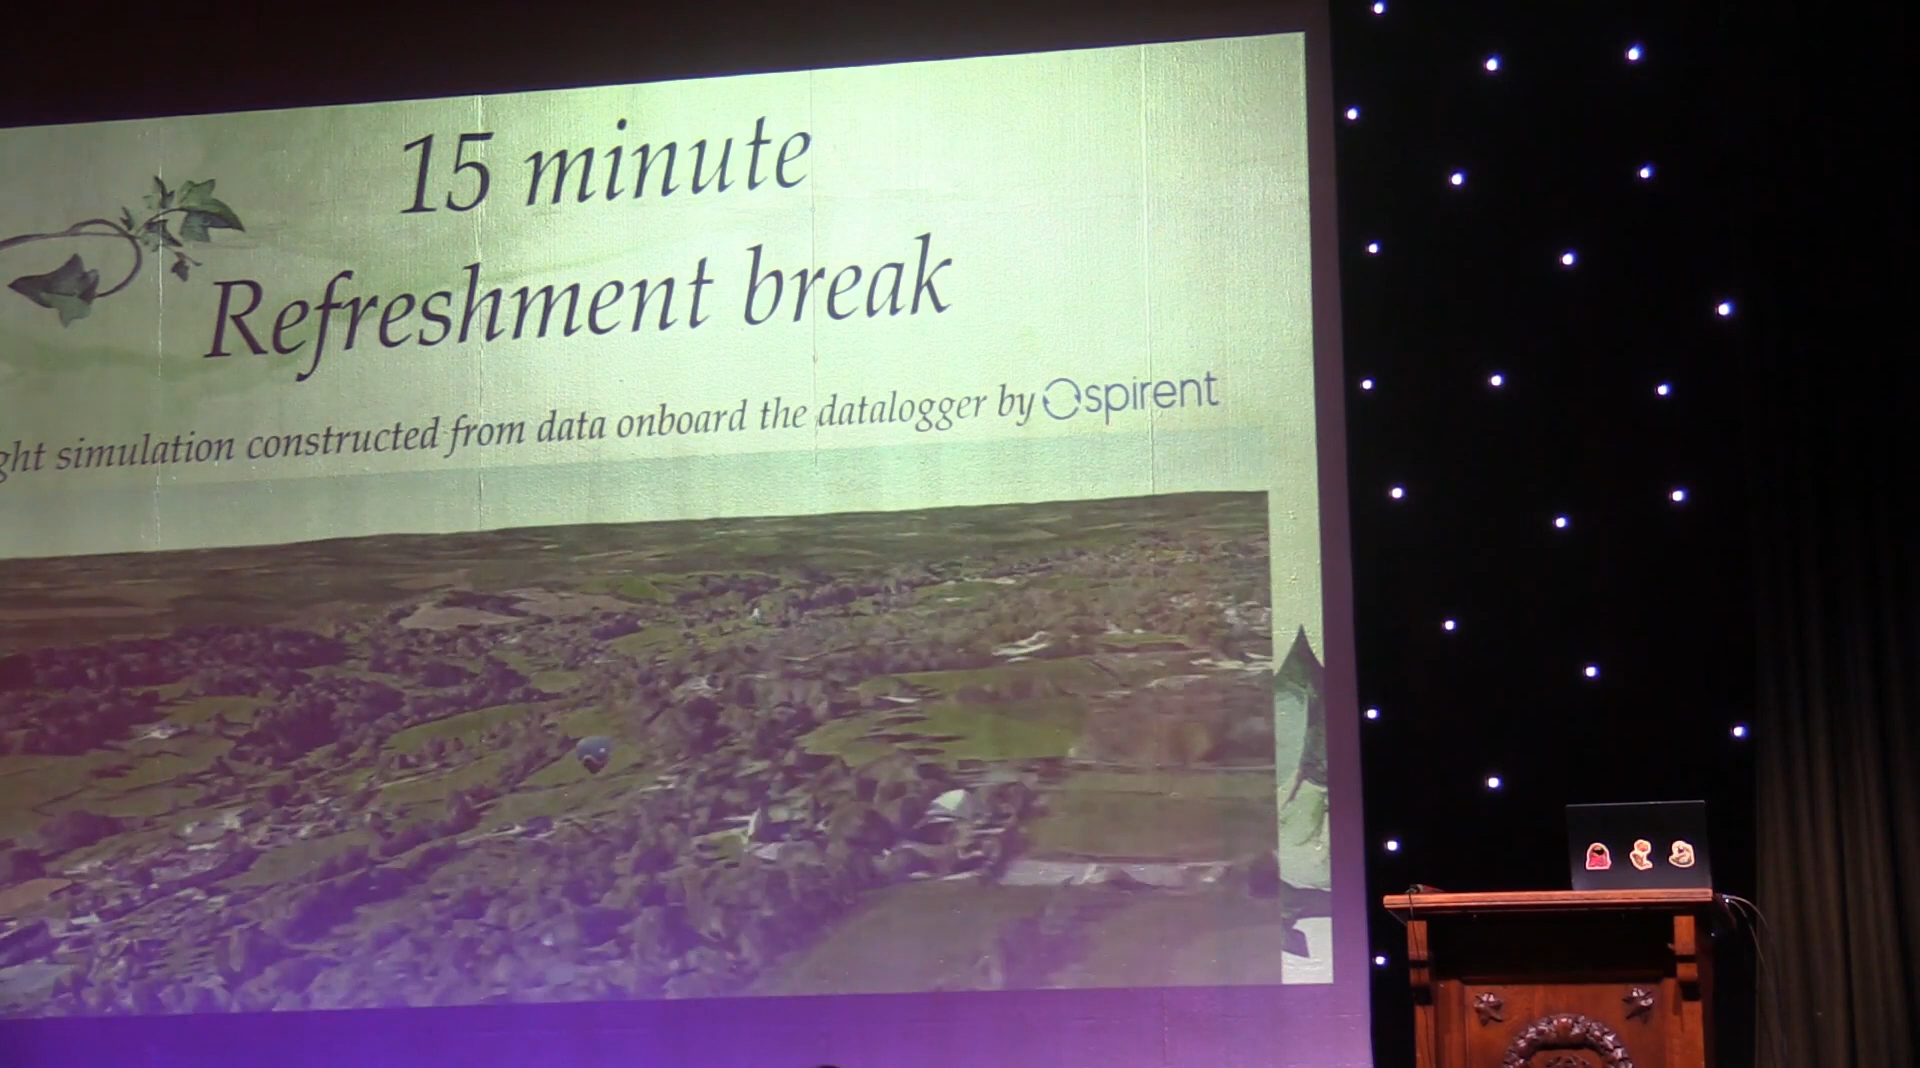 15 minute
Refreshment break
ght simulation constructed from data onboard the datalogger by spirent